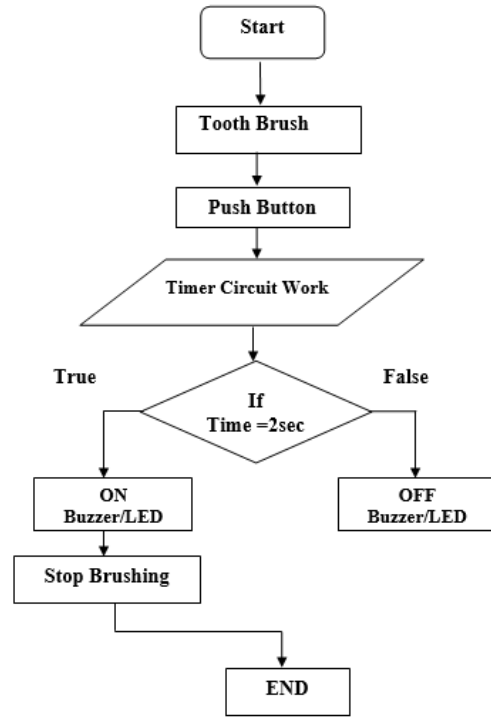 Start
Tooth Brush
Push Button
Timer Circuit Work
True
False
If
Time =2sec
ON
Buzzer/LED
OFF
Buzzer/LED
Stop Brushing
END